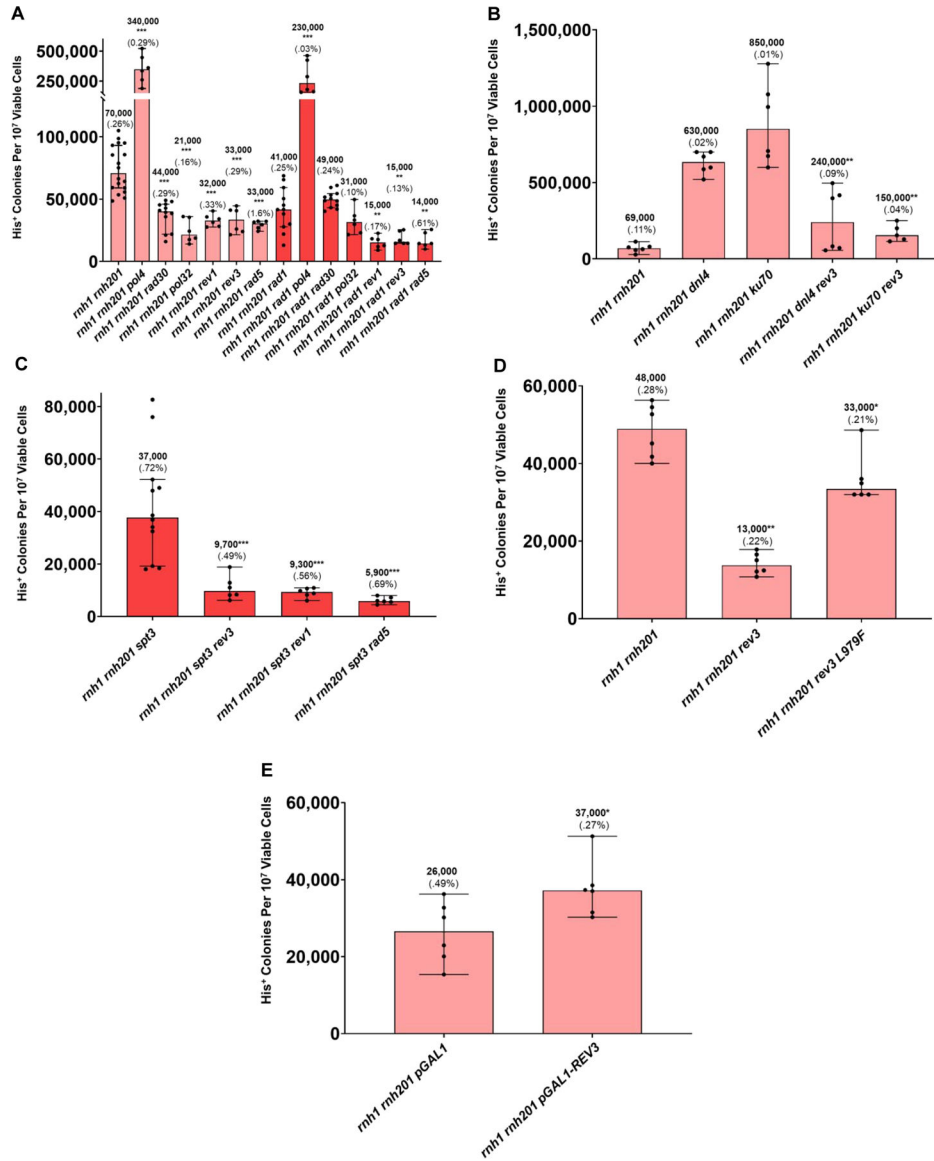 A
His⁺ Colonies Per 10⁷ Viable Cells
500,000
250,000
100,000
50,000
0
70,000
(.26%)
340,000
***
(0.29%)
44,000
***
(.29%)
21,000
***
(.16%)
32,000
***
(.33%)
33,000
***
(.29%)
33,000
***
(1.6%)
41,000
(.25%)
230,000
***
(.03%)
49,000
(.24%)
31,000
(.10%)
15,000
**
(.17%)
15,000
**
(.13%)
14,000
**
(.61%)
rnh1 rnh201
rnh1 rnh201 pol4
rnh1 rnh201 rad30
rnh1 rnh201 pol32
rnh1 rnh201 rev1
rnh1 rnh201 rev3
rnh1 rnh201 rad5
rnh1 rnh201 rad1
rnh1 rnh201 rad1 pol4
rnh1 rnh201 rad1 rad30
rnh1 rnh201 rad1 pol32
rnh1 rnh201 rad1 rev1
rnh1 rnh201 rad1 rev3
rnh1 rnh201 rad1 rad5
B
His⁺ Colonies Per 10⁷ Viable Cells
1,500,000
1,000,000
500,000
0
69,000
(.11%)
630,000
(.02%)
850,000
(.01%)
240,000**
(.09%)
150,000**
(.04%)
rnh1 rnh201
rnh1 rnh201 dnl4
rnh1 rnh201 ku70
rnh1 rnh201 dnl4 rev3
rnh1 rnh201 ku70 rev3
C
His⁺ Colonies Per 10⁷ Viable Cells
80,000
60,000
40,000
20,000
0
37,000
(.72%)
9,700***
(.49%)
9,300***
(.56%)
5,900***
(.69%)
rnh1 rnh201 spt3
rnh1 rnh201 spt3 rev3
rnh1 rnh201 spt3 rev1
rnh1 rnh201 spt3 rad5
D
His⁺ Colonies Per 10⁷ Viable Cells
60,000
40,000
20,000
0
48,000
(.28%)
13,000**
(.22%)
33,000*
(.21%)
rnh1 rnh201
rnh1 rnh201 rev3
rnh1 rnh201 rev3 L979F
E
His⁺ Colonies Per 10⁷ Viable Cells
60,000
40,000
20,000
0
26,000
(.49%)
37,000*
(.27%)
rnh1 rnh201 pGAL1
rnh1 rnh201 pGAL1-REV3